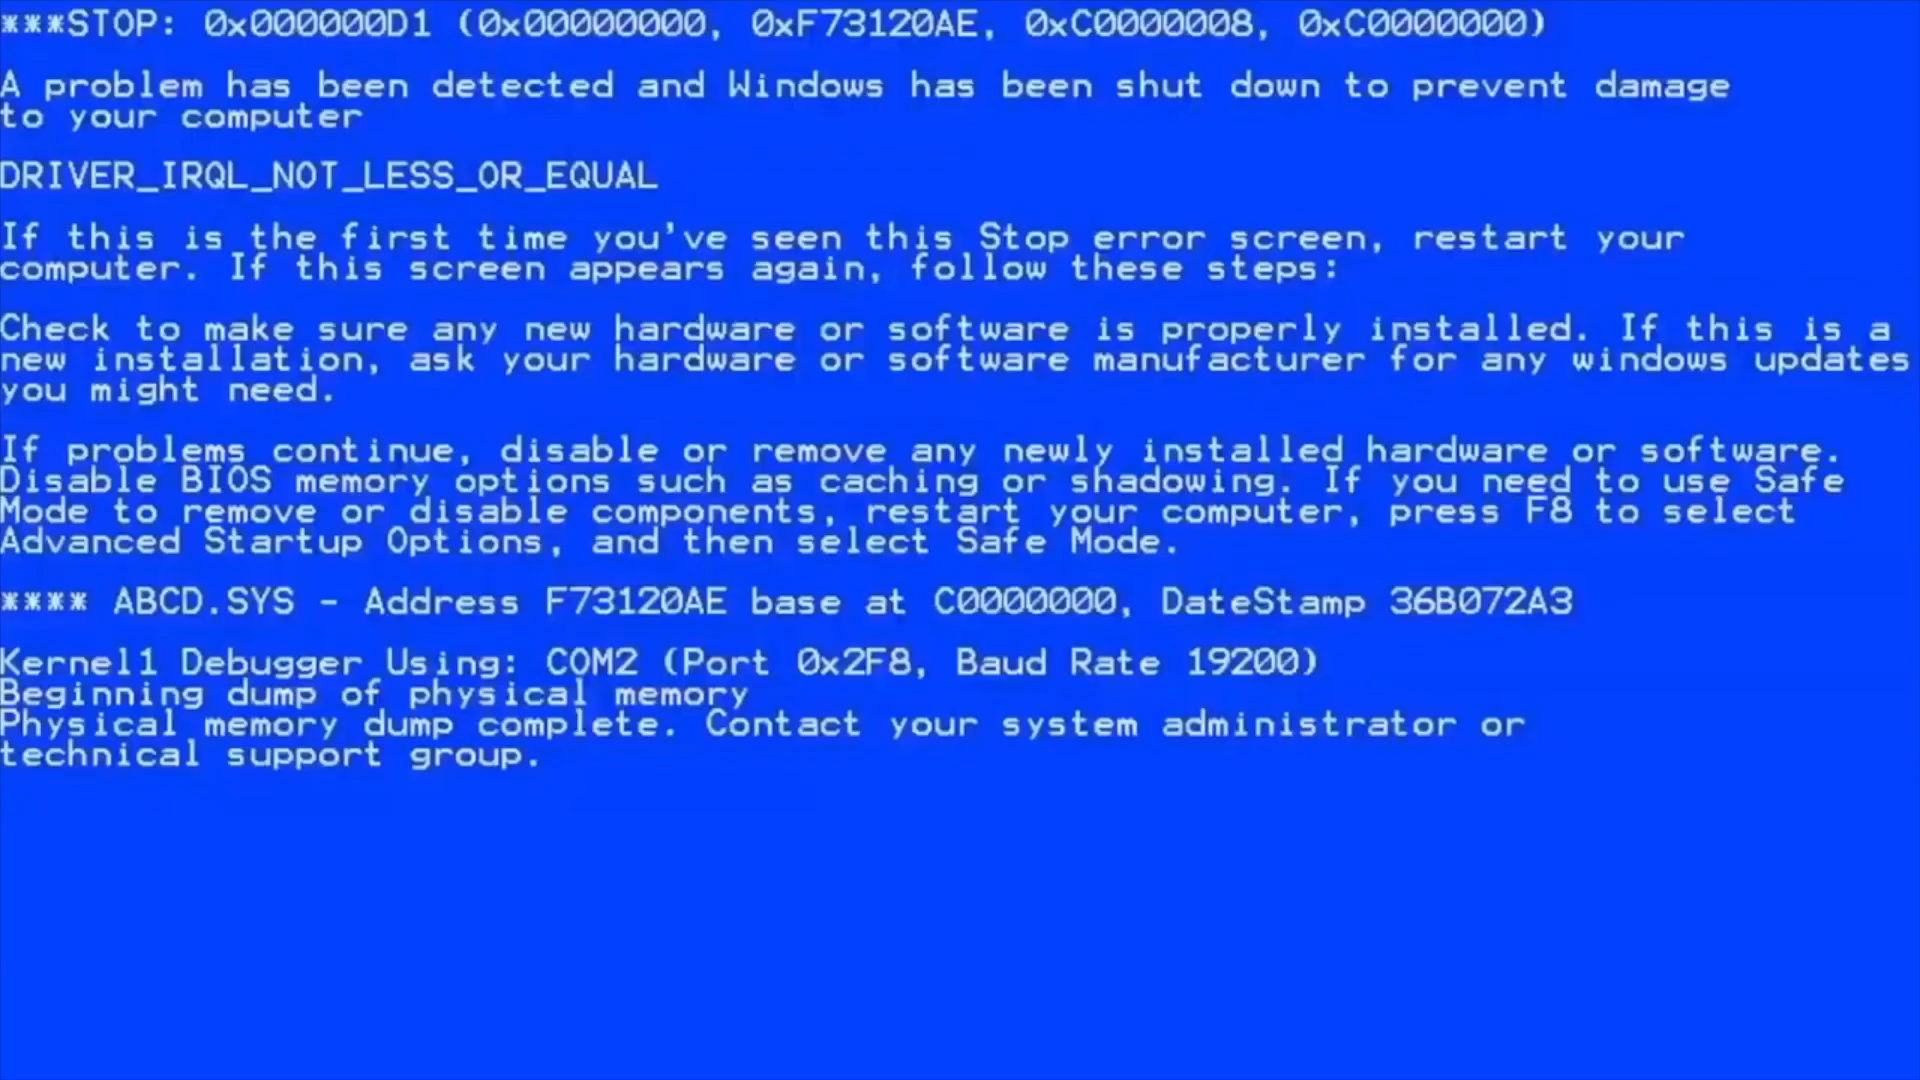 ***STOP: 0x000000D1 (0x00000000, 0xF73120AE, 0xC0000008, 0xC0000000)
A problem has been detected and Windows has been shut down to prevent damage
to your computer
DRIVER_IRQL_NOT_LESS_OR_EQUAL
If this is the first time you've seen this Stop error screen, restart your
computer. If this screen appears again, follow these steps:
Check to make sure any new hardware or software is properly installed. If this is a
new installation, ask your hardware or software manufacturer for any windows updates
you might need.
If problems continue, disable or remove any newly installed hardware or software.
Disable BIOS memory options such as caching or shadowing. If you need to use Safe
Mode to remove or disable components, restart your computer, press F8 to select
Advanced Startup Options, and then select Safe Mode.
**** ABCD.SYS - Address F73120AE base at C0000000, DateStamp 36B072A3
Kernel1 Debugger Using: COM2 (Port 0x2F8, Baud Rate 19200)
Beginning dump of physical memory
Physical memory dump complete. Contact your system administrator or
technical support group.